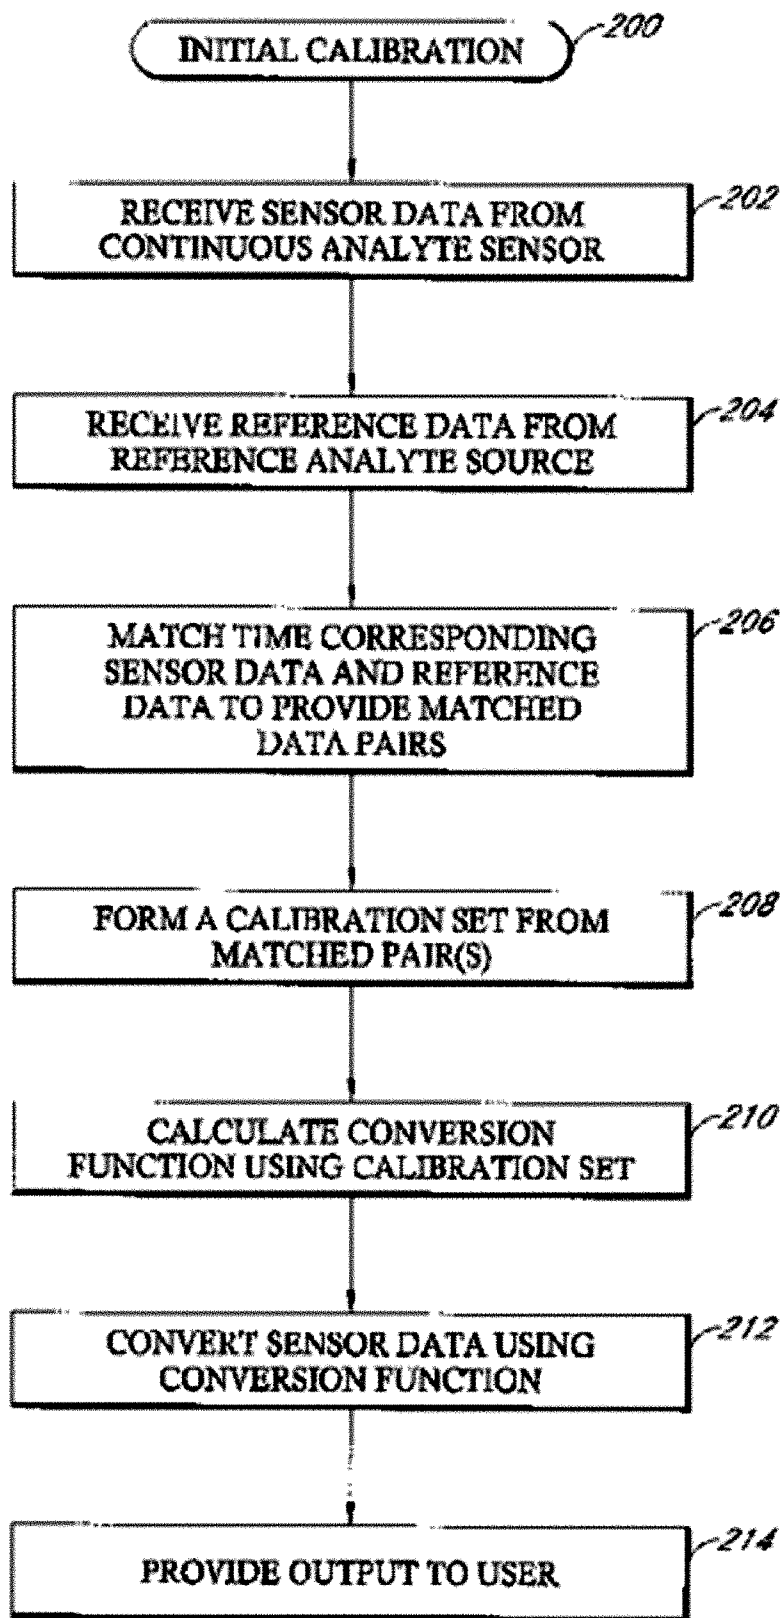 INITIAL CALIBRATION
200
RECEIVE SENSOR DATA FROM
CONTINUOUS ANALYTE SENSOR
202
RECEIVE REFERENCE DATA FROM
REFERENCE ANALYTE SOURCE
204
MATCH TIME CORRESPONDING
SENSOR DATA AND REFERENCE
DATA TO PROVIDE MATCHED
DATA PAIRS
206
FORM A CALIBRATION SET FROM
MATCHED PAIR(S)
208
CALCULATE CONVERSION
FUNCTION USING CALIBRATION SET
210
CONVERT SENSOR DATA USING
CONVERSION FUNCTION
212
PROVIDE OUTPUT TO USER
214